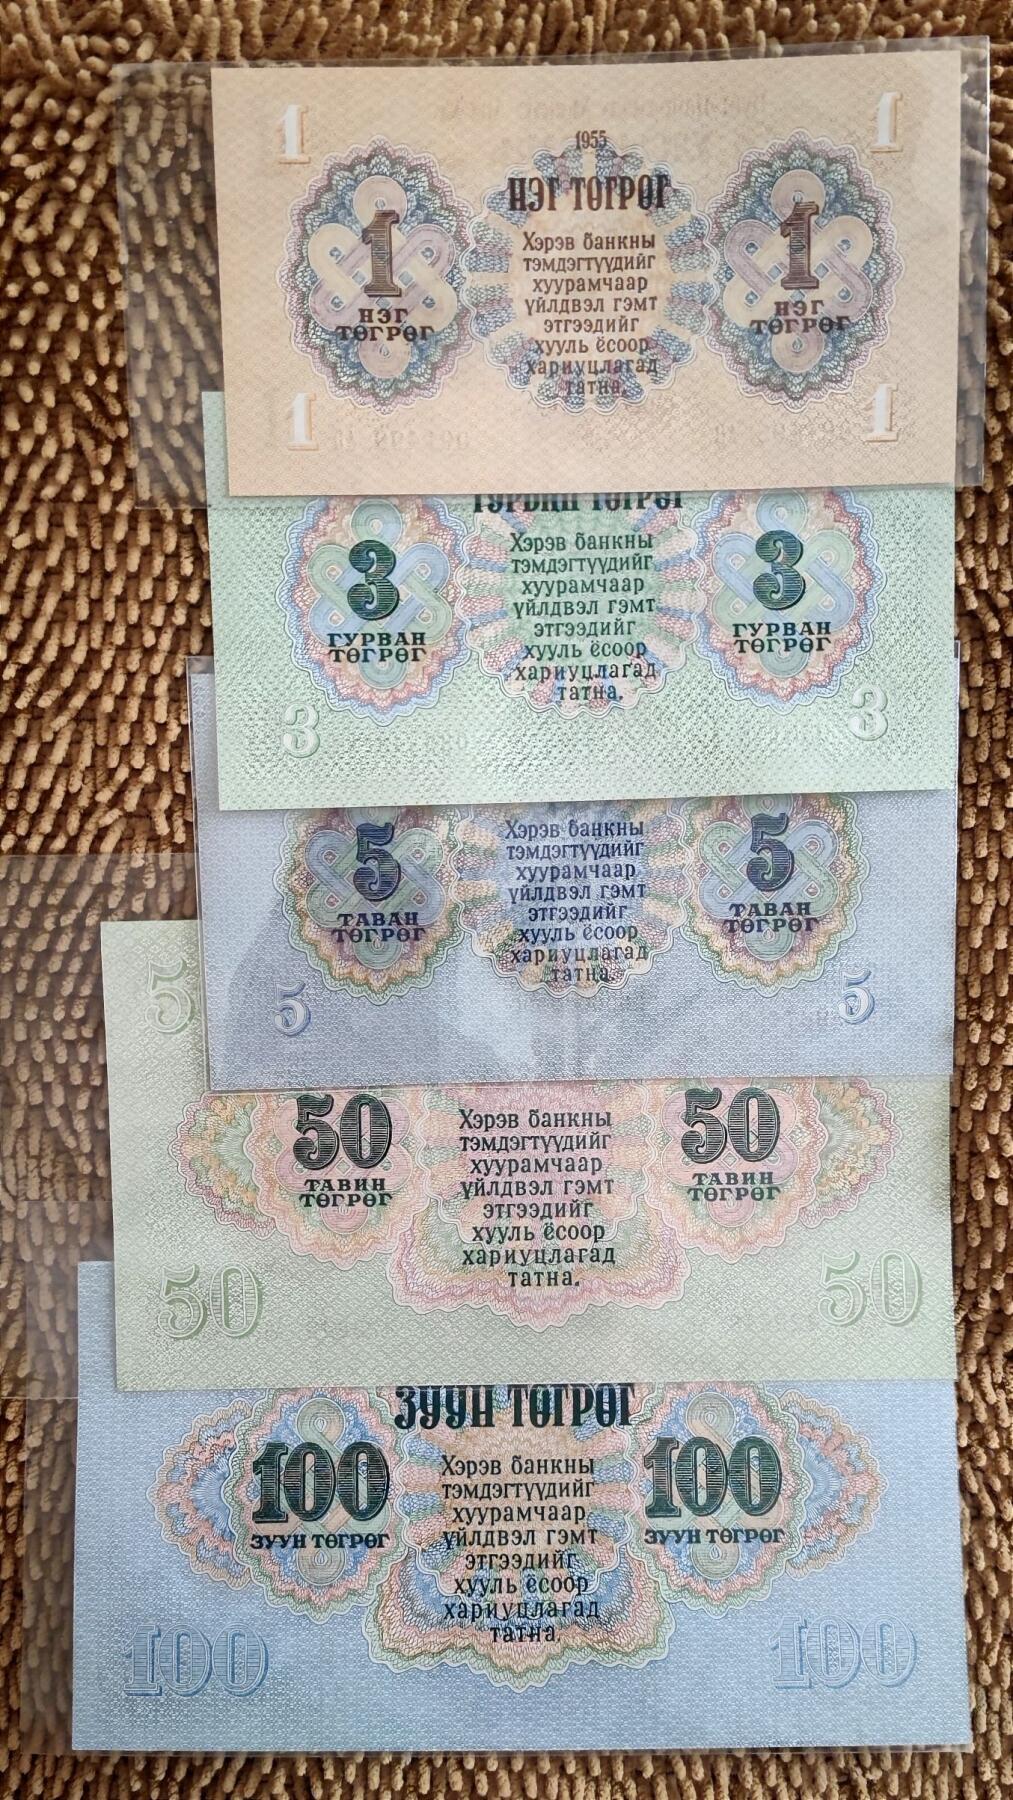 1
1
1955
НЭГ ТӨГРӨГ
1
НЭГ
ТӨГРӨГ
Хэрэв банкны
тэмдэгтүүдийг
хуурамчаар
үйлдвэл гэмт
этгээдийг
хууль ёсоор
хариуцлагад
татна.
1
НЭГ
ТӨГРӨГ
1
1
ГУРВАН ТӨГРӨГ
3
ГУРВАН
ТӨГРӨГ
Хэрэв банкны
тэмдэгтүүдийг
хуурамчаар
үйлдвэл гэмт
этгээдийг
хууль ёсоор
хариуцлагад
татна.
3
ГУРВАН
ТӨГРӨГ
3
3
5
ТАВАН
ТӨГРӨГ
Хэрэв банкны
тэмдэгтүүдийг
хуурамчаар
үйлдвэл гэмт
этгээдийг
хууль ёсоор
хариуцлагад
татна.
5
ТАВАН
ТӨГРӨГ
5
5
5
50
ТАВИН
ТӨГРӨГ
Хэрэв банкны
тэмдэгтүүдийг
хуурамчаар
үйлдвэл гэмт
этгээдийг
хууль ёсоор
хариуцлагад
татна.
50
ТАВИН
ТӨГРӨГ
50
50
ЗУУН ТӨГРӨГ
100
ЗУУН ТӨГРӨГ
Хэрэв банкны
тэмдэгтүүдийг
хуурамчаар
үйлдвэл гэмт
этгээдийг
хууль ёсоор
хариуцлагад
татна.
100
ЗУУН ТӨГРӨГ
100
100